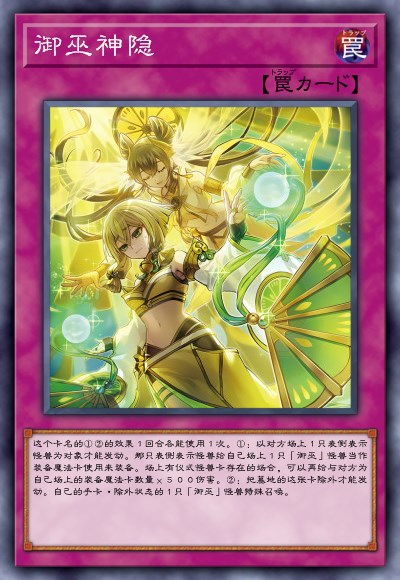 御巫神隐
トラップ
罠
トラップ
【罠カード】
这个卡名的①②的效果1回合各能使用1次。①：以对方场上1只表侧表示
怪兽为对象才能发动。那只表侧表示怪兽给自己场上1只「御巫」怪兽当作
装备魔法卡使用来装备。场上有仪式怪兽卡存在的场合，可以再给与对方为
自己场上的装备魔法卡数量×500伤害。②：把墓地的这张卡除外才能发
动。自己的手卡·除外状态的1只「御巫」怪兽特殊召唤。